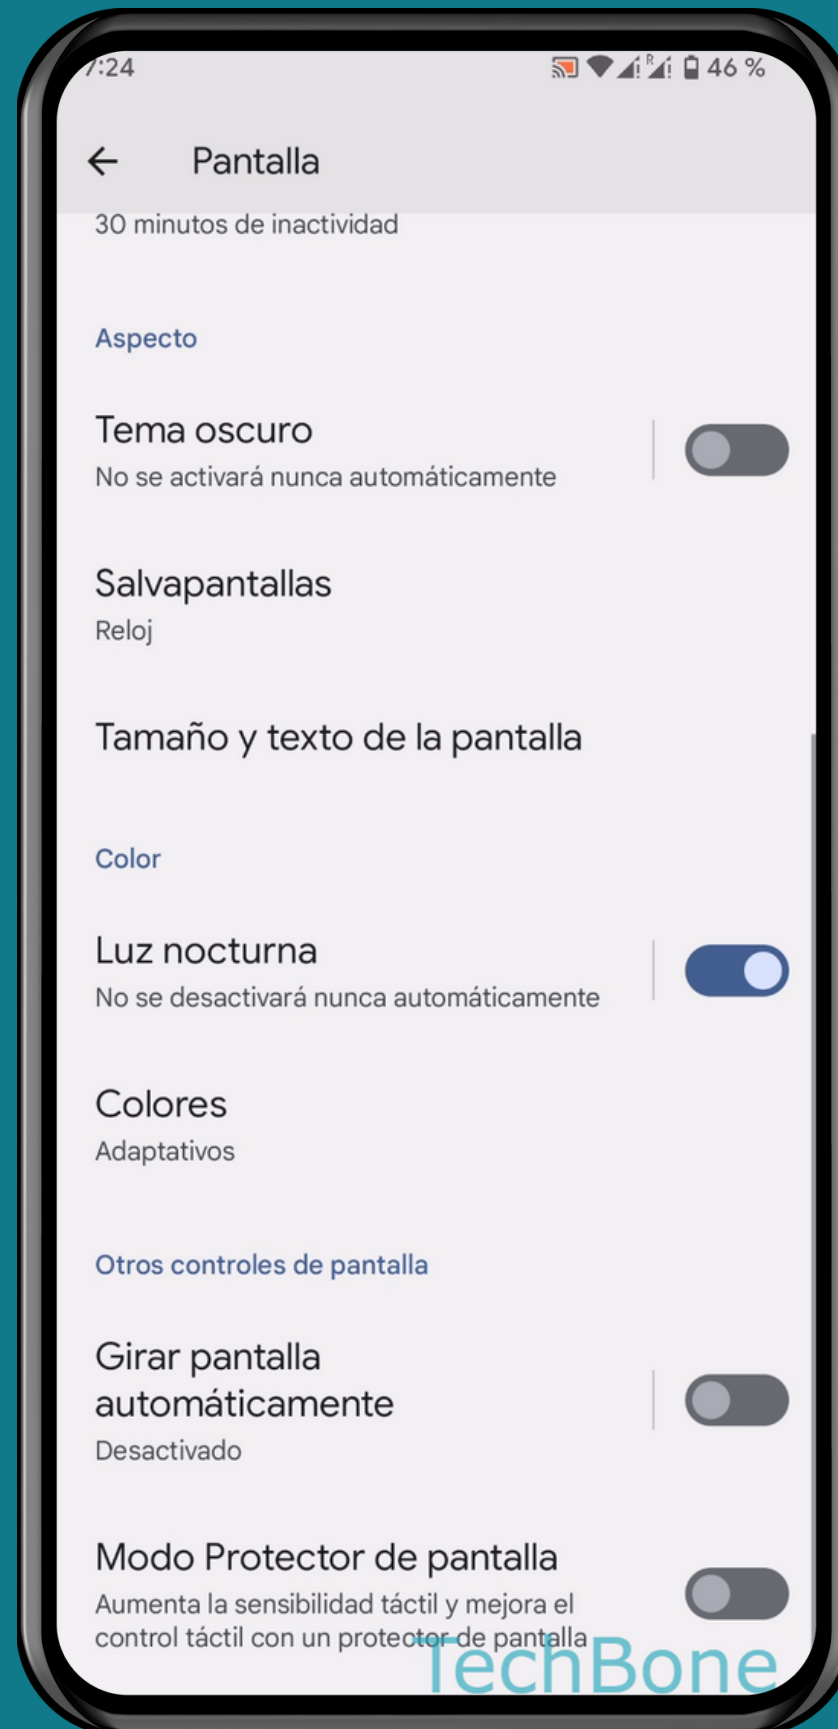 7:24 R 46 %
Pantalla
30 minutos de inactividad
Aspecto
Tema oscuro
No se activará nunca automáticamente
Salvapantallas
Reloj
Tamaño y texto de la pantalla
Color
Luz nocturna
No se desactivará nunca automáticamente
Colores
Adaptativos
Otros controles de pantalla
Girar pantalla
automáticamente
Desactivado
Modo Protector de pantalla
Aumenta la sensibilidad táctil y mejora el
control táctil con un protector de pantalla
TechBone